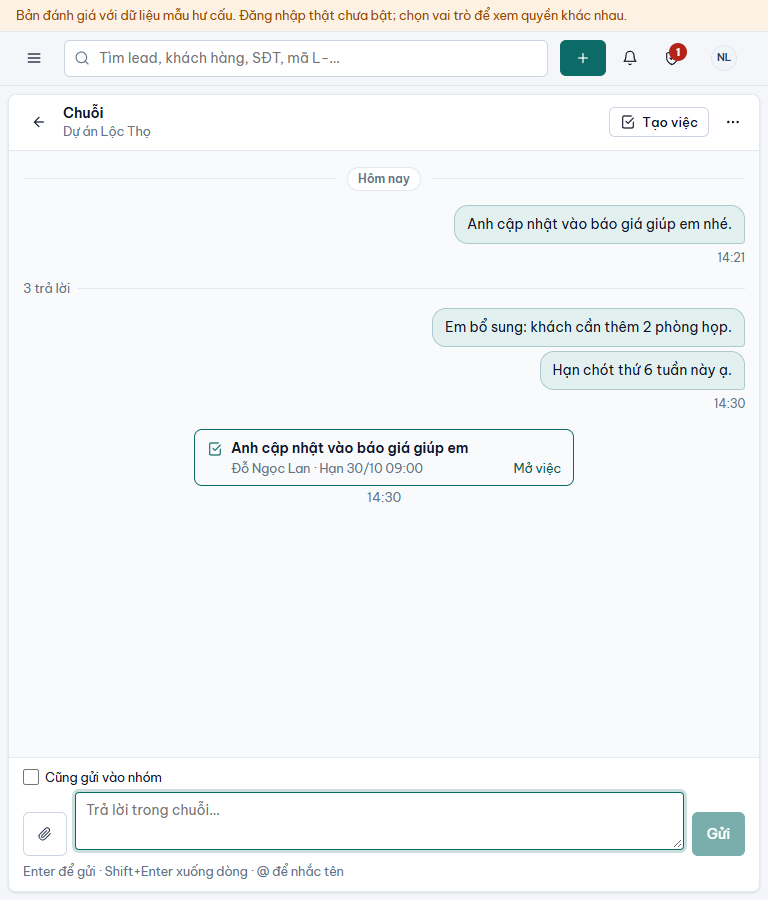 Bản đánh giá với dữ liệu mẫu hư cấu. Đăng nhập thật chưa bật; chọn vai trò để xem quyền khác nhau.
Tìm lead, khách hàng, SĐT, mã L-…
1
NL
Chuỗi
Dự án Lộc Thọ
Tạo việc
Hôm nay
Anh cập nhật vào báo giá giúp em nhé.
14:21
3 trả lời
Em bổ sung: khách cần thêm 2 phòng họp.
Hạn chót thứ 6 tuần này ạ.
14:30
Anh cập nhật vào báo giá giúp em
Đỗ Ngọc Lan · Hạn 30/10 09:00
Mở việc
14:30
Cũng gửi vào nhóm
Trả lời trong chuỗi…
Gửi
Enter để gửi · Shift+Enter xuống dòng · @ để nhắc tên